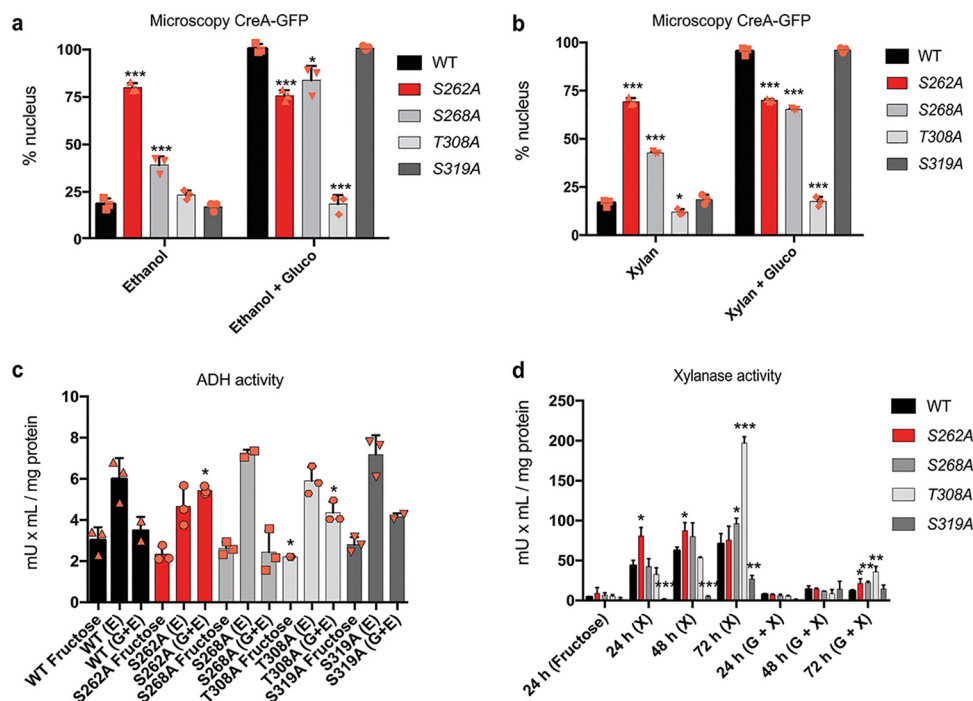 a
Microscopy CreA-GFP
% nucleus
100
75
50
25
0
***
***
***
*
***
Ethanol
Ethanol + Gluco
WT
S262A
S268A
T308A
S319A
b
Microscopy CreA-GFP
% nucleus
100
75
50
25
0
***
***
*
***
***
***
Xylan
Xylan + Gluco
WT
S262A
S268A
T308A
S319A
c
ADH activity
mU x mL / mg protein
10
8
6
4
2
0
*
*
*
WT Fructose
WT (E)
WT (G+E)
S262A Fructose
S262A (E)
S262A (G+E)
S268A Fructose
S268A (E)
S268A (G+E)
T308A Fructose
T308A (E)
T308A (G+E)
S319A Fructose
S319A (E)
S319A (G+E)
d
Xylanase activity
mU x mL / mg protein
250
200
150
100
50
0
*
***
*
***
*
***
**
*
**
**
24 h (Fructose)
24 h (X)
48 h (X)
72 h (X)
24 h (G + X)
48 h (G + X)
72 h (G + X)
WT
S262A
S268A
T308A
S319A